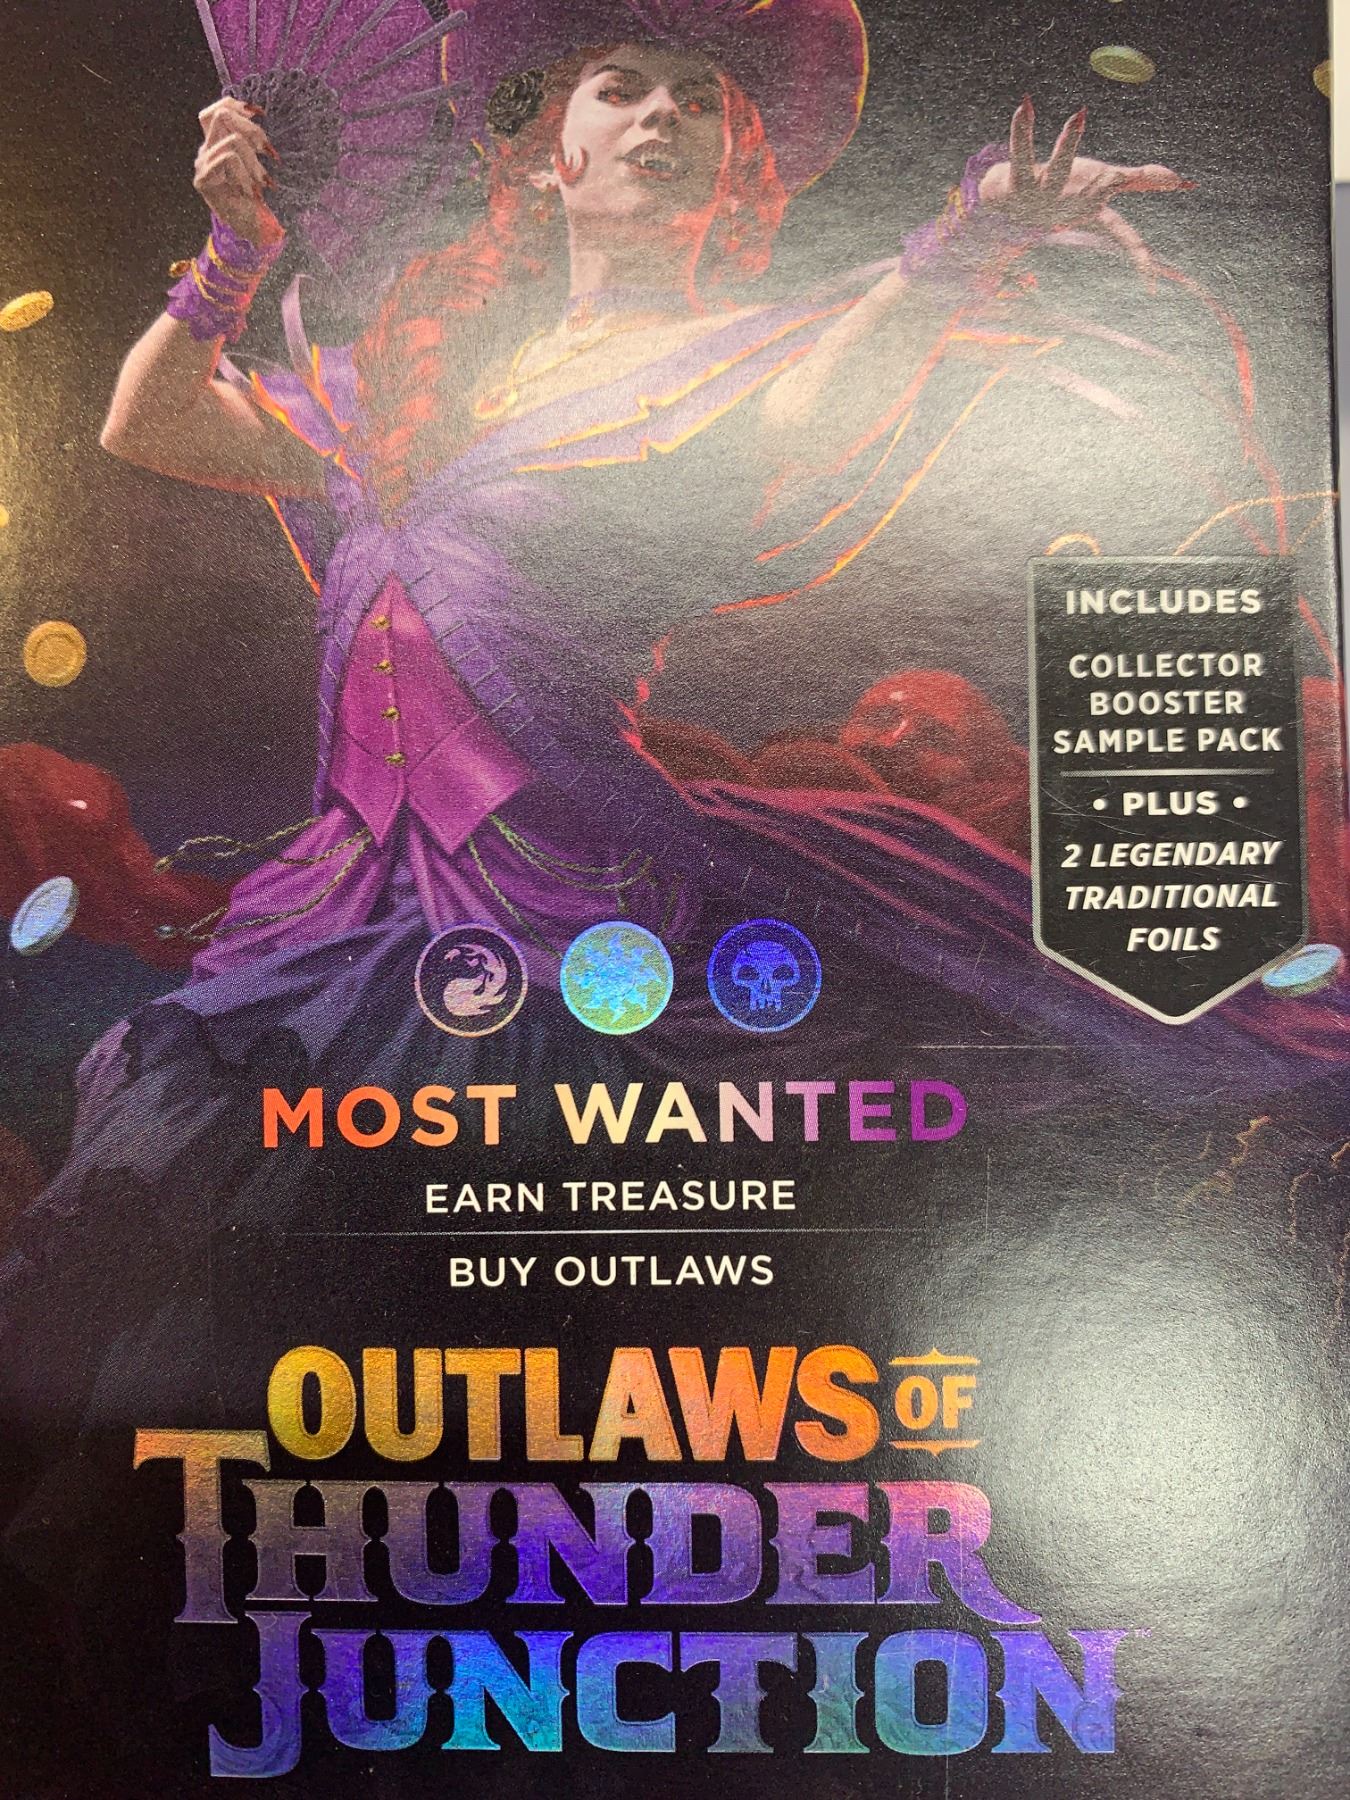 INCLUDES
COLLECTOR
BOOSTER
SAMPLE PACK
• PLUS •
2 LEGENDARY
TRADITIONAL
FOILS
MOST WANTED
EARN TREASURE
BUY OUTLAWS
OUTLAWS OF
THUNDER
JUNCTION™